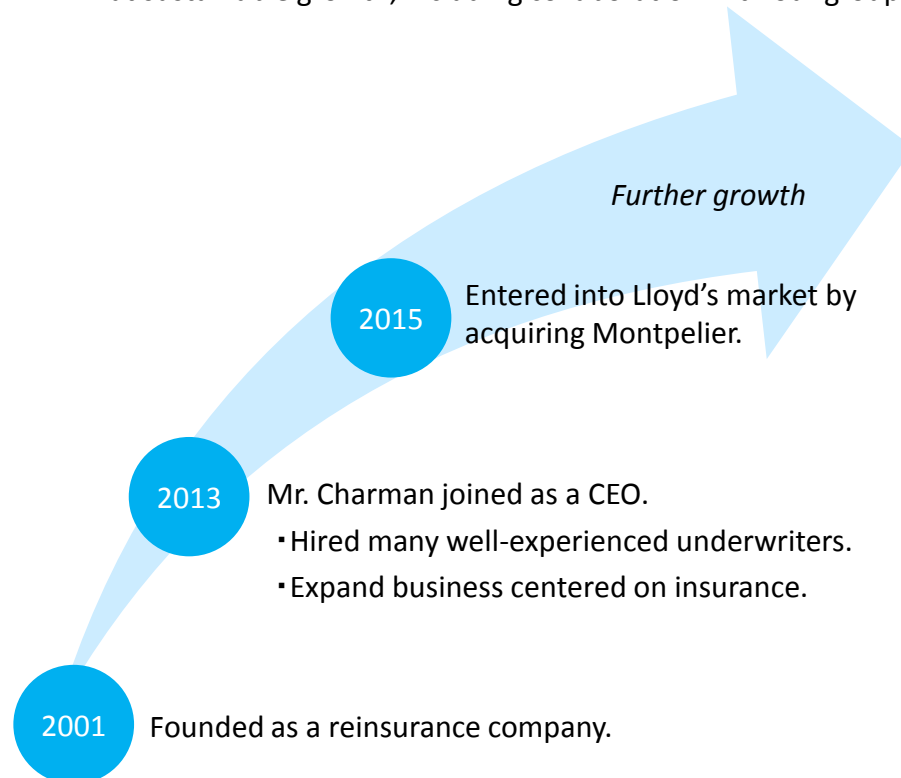 Further growth
2015
Entered into Lloyd’s market by
acquiring Montpelier.
2013
Mr. Charman joined as a CEO.
･Hired many well-experienced underwriters.
･Expand business centered on insurance.
2001
Founded as a reinsurance company.